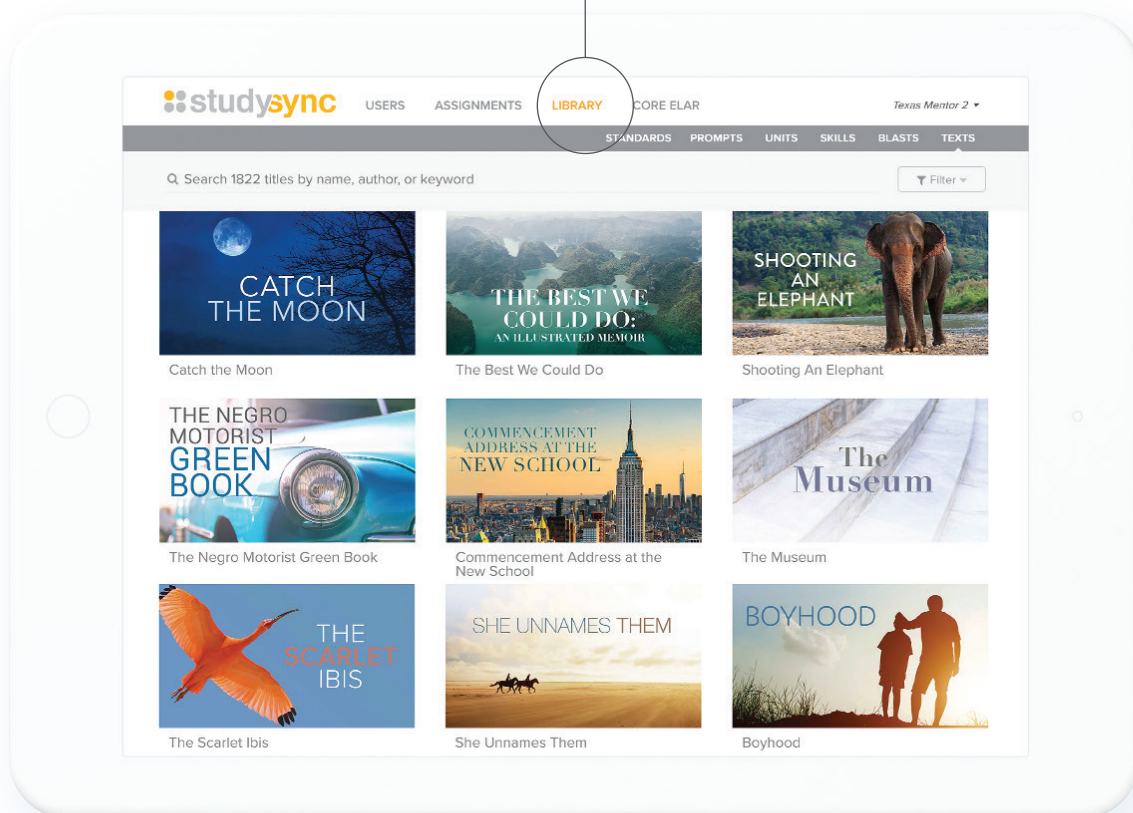 studysync USERS ASSIGNMENTS LIBRARY CORE ELAR Texas Mentor 2
STANDARDS PROMPTS UNITS SKILLS BLASTS TEXTS
Search 1822 titles by name, author, or keyword Filter
CATCH
THE MOON
Catch the Moon
THE BEST WE
COULD DO:
AN ILLUSTRATED MEMOIR
The Best We Could Do
SHOOTING
AN
ELEPHANT
Shooting An Elephant
THE NEGRO
MOTORIST
GREEN
BOOK
The Negro Motorist Green Book
COMMENCEMENT
ADDRESS AT THE
NEW SCHOOL
Commencement Address at the
New School
The
Museum
The Museum
THE
SCARLET
IBIS
The Scarlet Ibis
SHE UNNAMES THEM
She Unnames Them
BOYHOOD
Boyhood